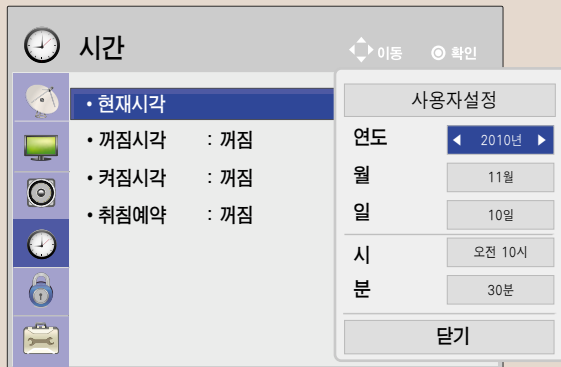 시간
이동 확인
• 현재시각
• 꺼짐시각 : 꺼짐
• 켜짐시각 : 꺼짐
• 취침예약 : 꺼짐
사용자설정
연도 ◀ 2010년 ▶
월 11월
일 10일
시 오전 10시
분 30분
닫기